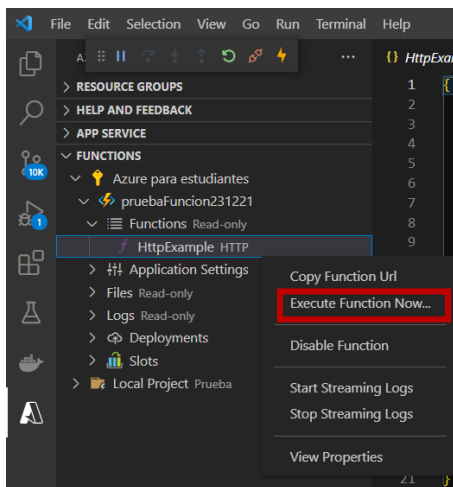 File Edit Selection View Go Run Terminal Help
A
{} HttpExa
RESOURCE GROUPS
HELP AND FEEDBACK
APP SERVICE
FUNCTIONS
Azure para estudiantes
pruebaFuncion231221
Functions Read-only
HttpExample HTTP
Application Settings
Files Read-only
Logs Read-only
Deployments
Slots
Local Project Prueba
10K
1
1 {
2
3
4
5
6
7
8
9
21 }
Copy Function Url
Execute Function Now...
Disable Function
Start Streaming Logs
Stop Streaming Logs
View Properties